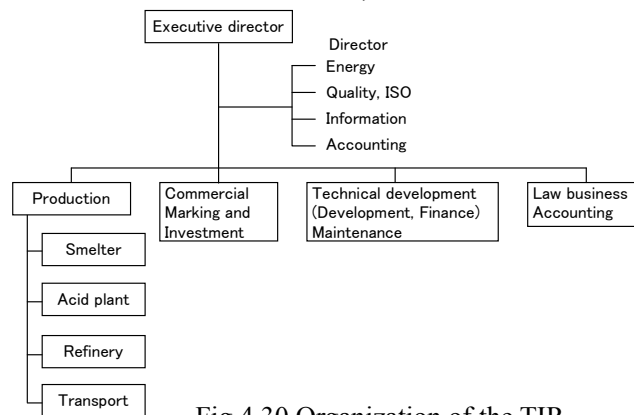 Executive director
Director
Energy
Quality, ISO
Information
Accounting
Production
Commercial
Marking and
Investment
Technical development
(Development, Finance)
Maintenance
Law business
Accounting
Smelter
Acid plant
Refinery
Transport
Fig 4.30 Organization of the TIR